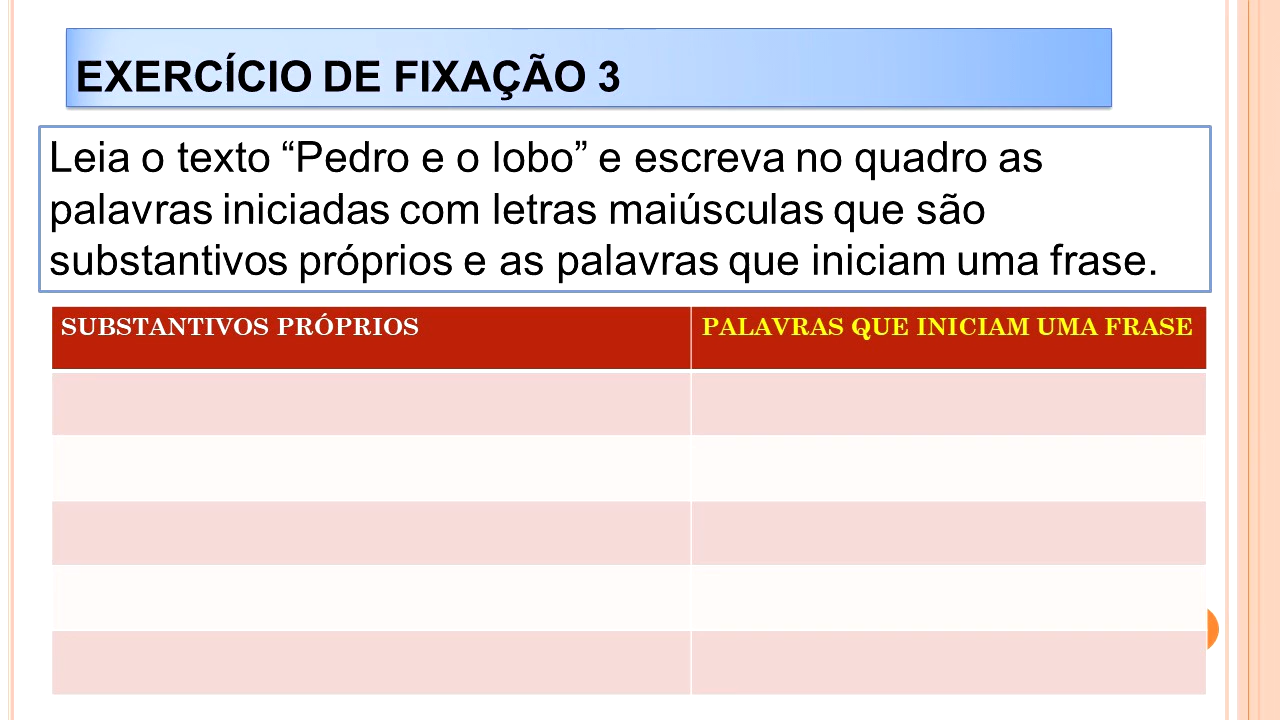 EXERCÍCIO DE FIXAÇÃO 3
Leia o texto “Pedro e o lobo” e escreva no quadro as
palavras iniciadas com letras maiúsculas que são
substantivos próprios e as palavras que iniciam uma frase.
SUBSTANTIVOS PRÓPRIOS
PALAVRAS QUE INICIAM UMA FRASE